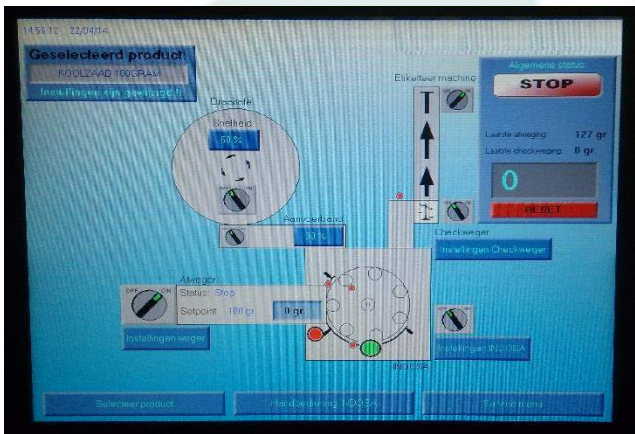 14:56:12 22/04/14
Geselecteerd product:
KOOLZAAD 100GRAM
Instellingen zijn gewijzigd !!
Algemene status
STOP
Etiketteer machine
Draaitafel
Snelheid
50 %
Laatste afweging: 127 gr
Laatste checkweging: 0 gr
0
RESET
Aanvoerband
80 %
Checkweger
Instellingen Checkweger
Afweger
OFF ON
Status: Stop
Setpoint 100 gr
0 gr
Instellingen weger
Instellingen INDOSA
INDOSA
Selecteer product
Handbediening INDOSA
Service menu